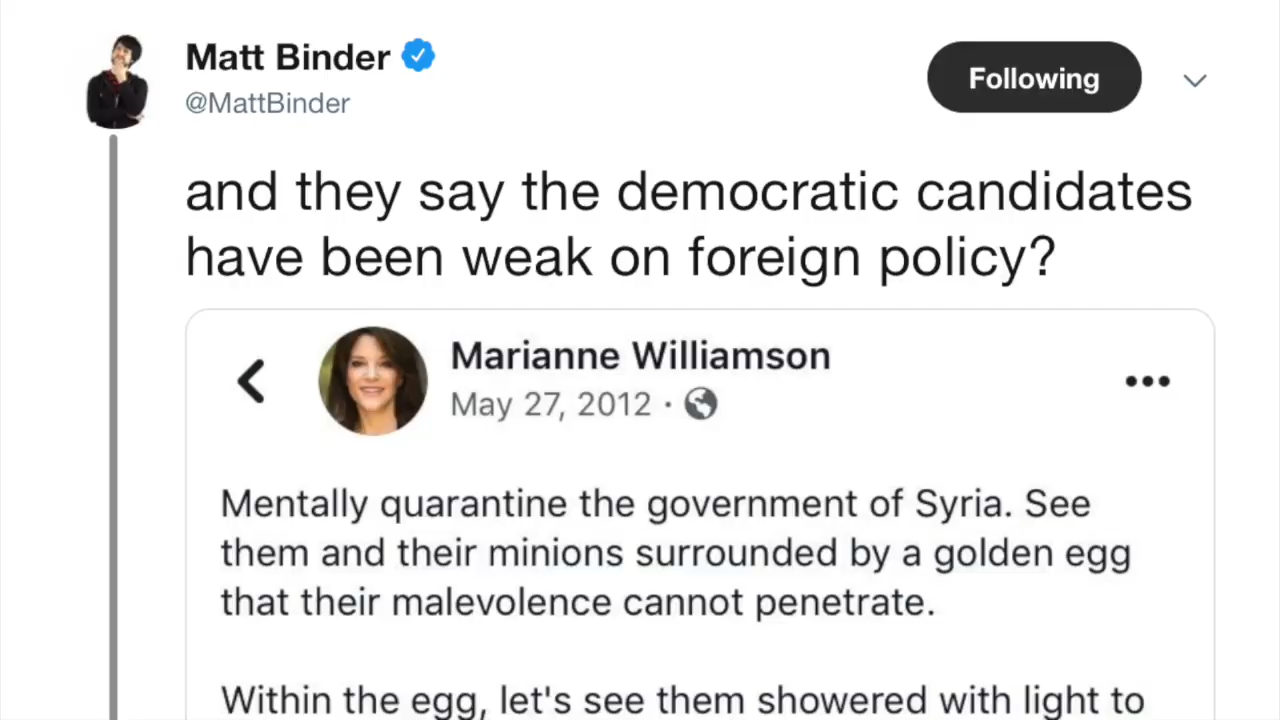 Matt Binder
@MattBinder
Following
and they say the democratic candidates
have been weak on foreign policy?
Marianne Williamson
May 27, 2012 ·
Mentally quarantine the government of Syria. See
them and their minions surrounded by a golden egg
that their malevolence cannot penetrate.
Within the egg, let's see them showered with light to